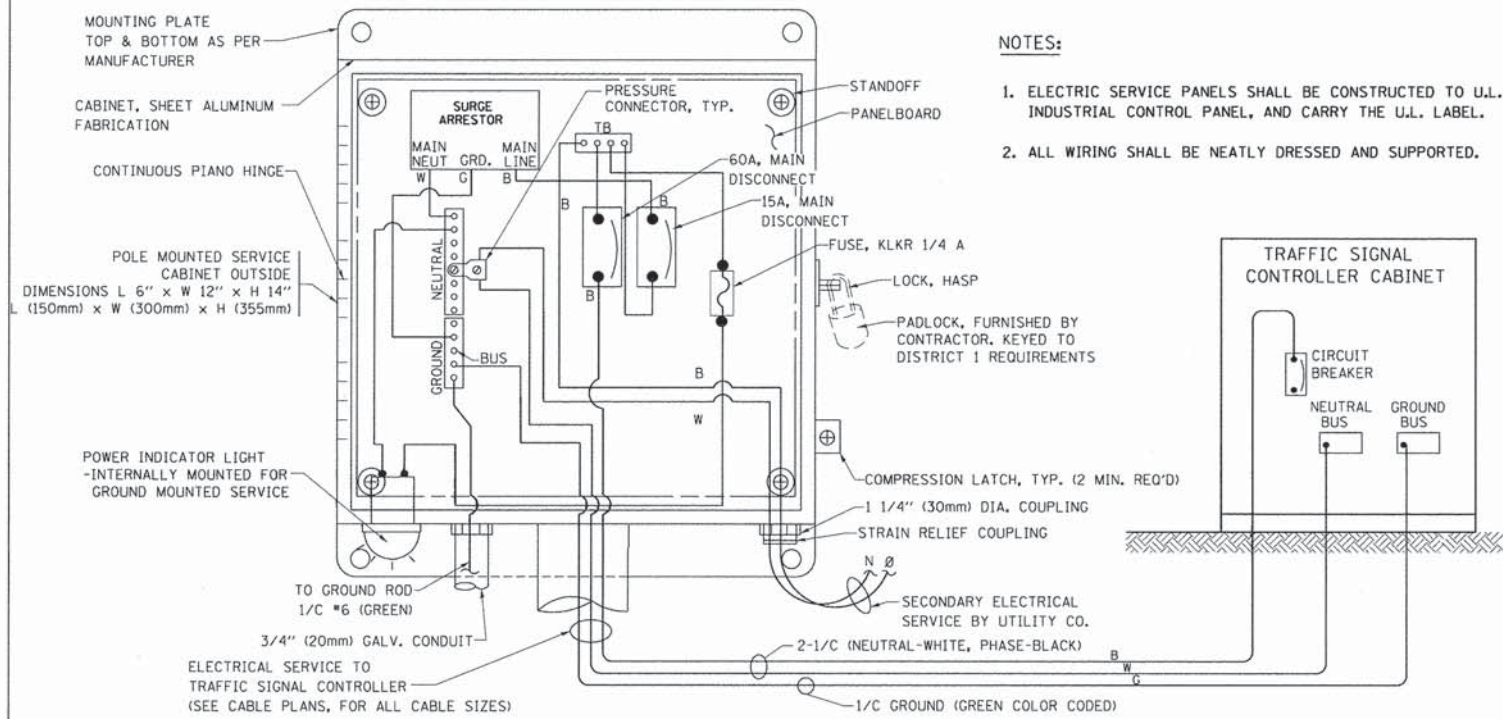 MOUNTING PLATE
TOP & BOTTOM AS PER
MANUFACTURER
CABINET, SHEET ALUMINUM
FABRICATION
CONTINUOUS PIANO HINGE
POLE MOUNTED SERVICE
CABINET OUTSIDE
DIMENSIONS L 6" x W 12" x H 14"
L (150mm) x W (300mm) x H (355mm)
POWER INDICATOR LIGHT
-INTERNALLY MOUNTED FOR
GROUND MOUNTED SERVICE
SURGE
ARRESTOR
MAIN
NEUT
GRD.
MAIN
LINE
W
G
B
PRESSURE
CONNECTOR, TYP.
TB
NEUTRAL
GROUND
BUS
B
B
B
B
W
STANDOFF
PANELBOARD
60A, MAIN
DISCONNECT
15A, MAIN
DISCONNECT
FUSE, KLKR 1/4 A
LOCK, HASP
PADLOCK, FURNISHED BY
CONTRACTOR. KEYED TO
DISTRICT 1 REQUIREMENTS
COMPRESSION LATCH, TYP. (2 MIN. REQ'D)
1 1/4" (30mm) DIA. COUPLING
STRAIN RELIEF COUPLING
N Ø
SECONDARY ELECTRICAL
SERVICE BY UTILITY CO.
TO GROUND ROD
1/C #6 (GREEN)
3/4" (20mm) GALV. CONDUIT
ELECTRICAL SERVICE TO
TRAFFIC SIGNAL CONTROLLER
(SEE CABLE PLANS, FOR ALL CABLE SIZES)
2-1/C (NEUTRAL-WHITE, PHASE-BLACK)
B
W
G
1/C GROUND (GREEN COLOR CODED)
NOTES:
1. ELECTRIC SERVICE PANELS SHALL BE CONSTRUCTED TO U.L.
INDUSTRIAL CONTROL PANEL, AND CARRY THE U.L. LABEL.
2. ALL WIRING SHALL BE NEATLY DRESSED AND SUPPORTED.
TRAFFIC SIGNAL
CONTROLLER CABINET
CIRCUIT
BREAKER
NEUTRAL
BUS
GROUND
BUS